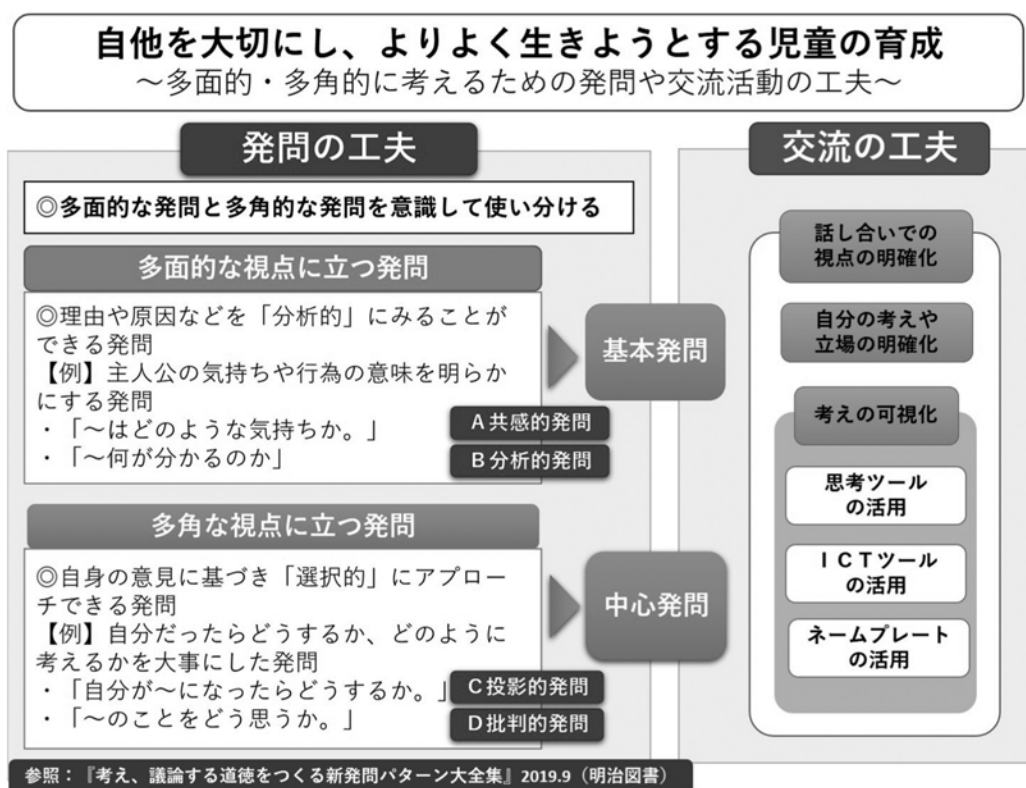 自他を大切にし、よりよく生きようとする児童の育成
～多面的・多角的に考えるための発問や交流活動の工夫～
発問の工夫
◎多面的な発問と多角的な発問を意識して使い分ける
多面的な視点に立つ発問
◎理由や原因などを「分析的」にみることが
できる発問
【例】主人公の気持ちや行為の意味を明らか
にする発問
・「～はどのような気持ちか。」
・「～何が分かるのか」
A共感的発問
B分析的発問
基本発問
多角な視点に立つ発問
◎自身の意見に基づき「選択的」にアプロー
チできる発問
【例】自分だったらどうするか、どのように
考えるかを大事にした発問
・「自分が～になったらどうするか。」
・「～のことをどう思うか。」
C投影的発問
D批判的発問
中心発問
参照：『考え、議論する道徳をつくる新発問パターン大全集』2019.9（明治図書）
交流の工夫
話し合いでの
視点の明確化
自分の考えや
立場の明確化
考えの可視化
思考ツール
の活用
ＩＣＴツール
の活用
ネームプレート
の活用